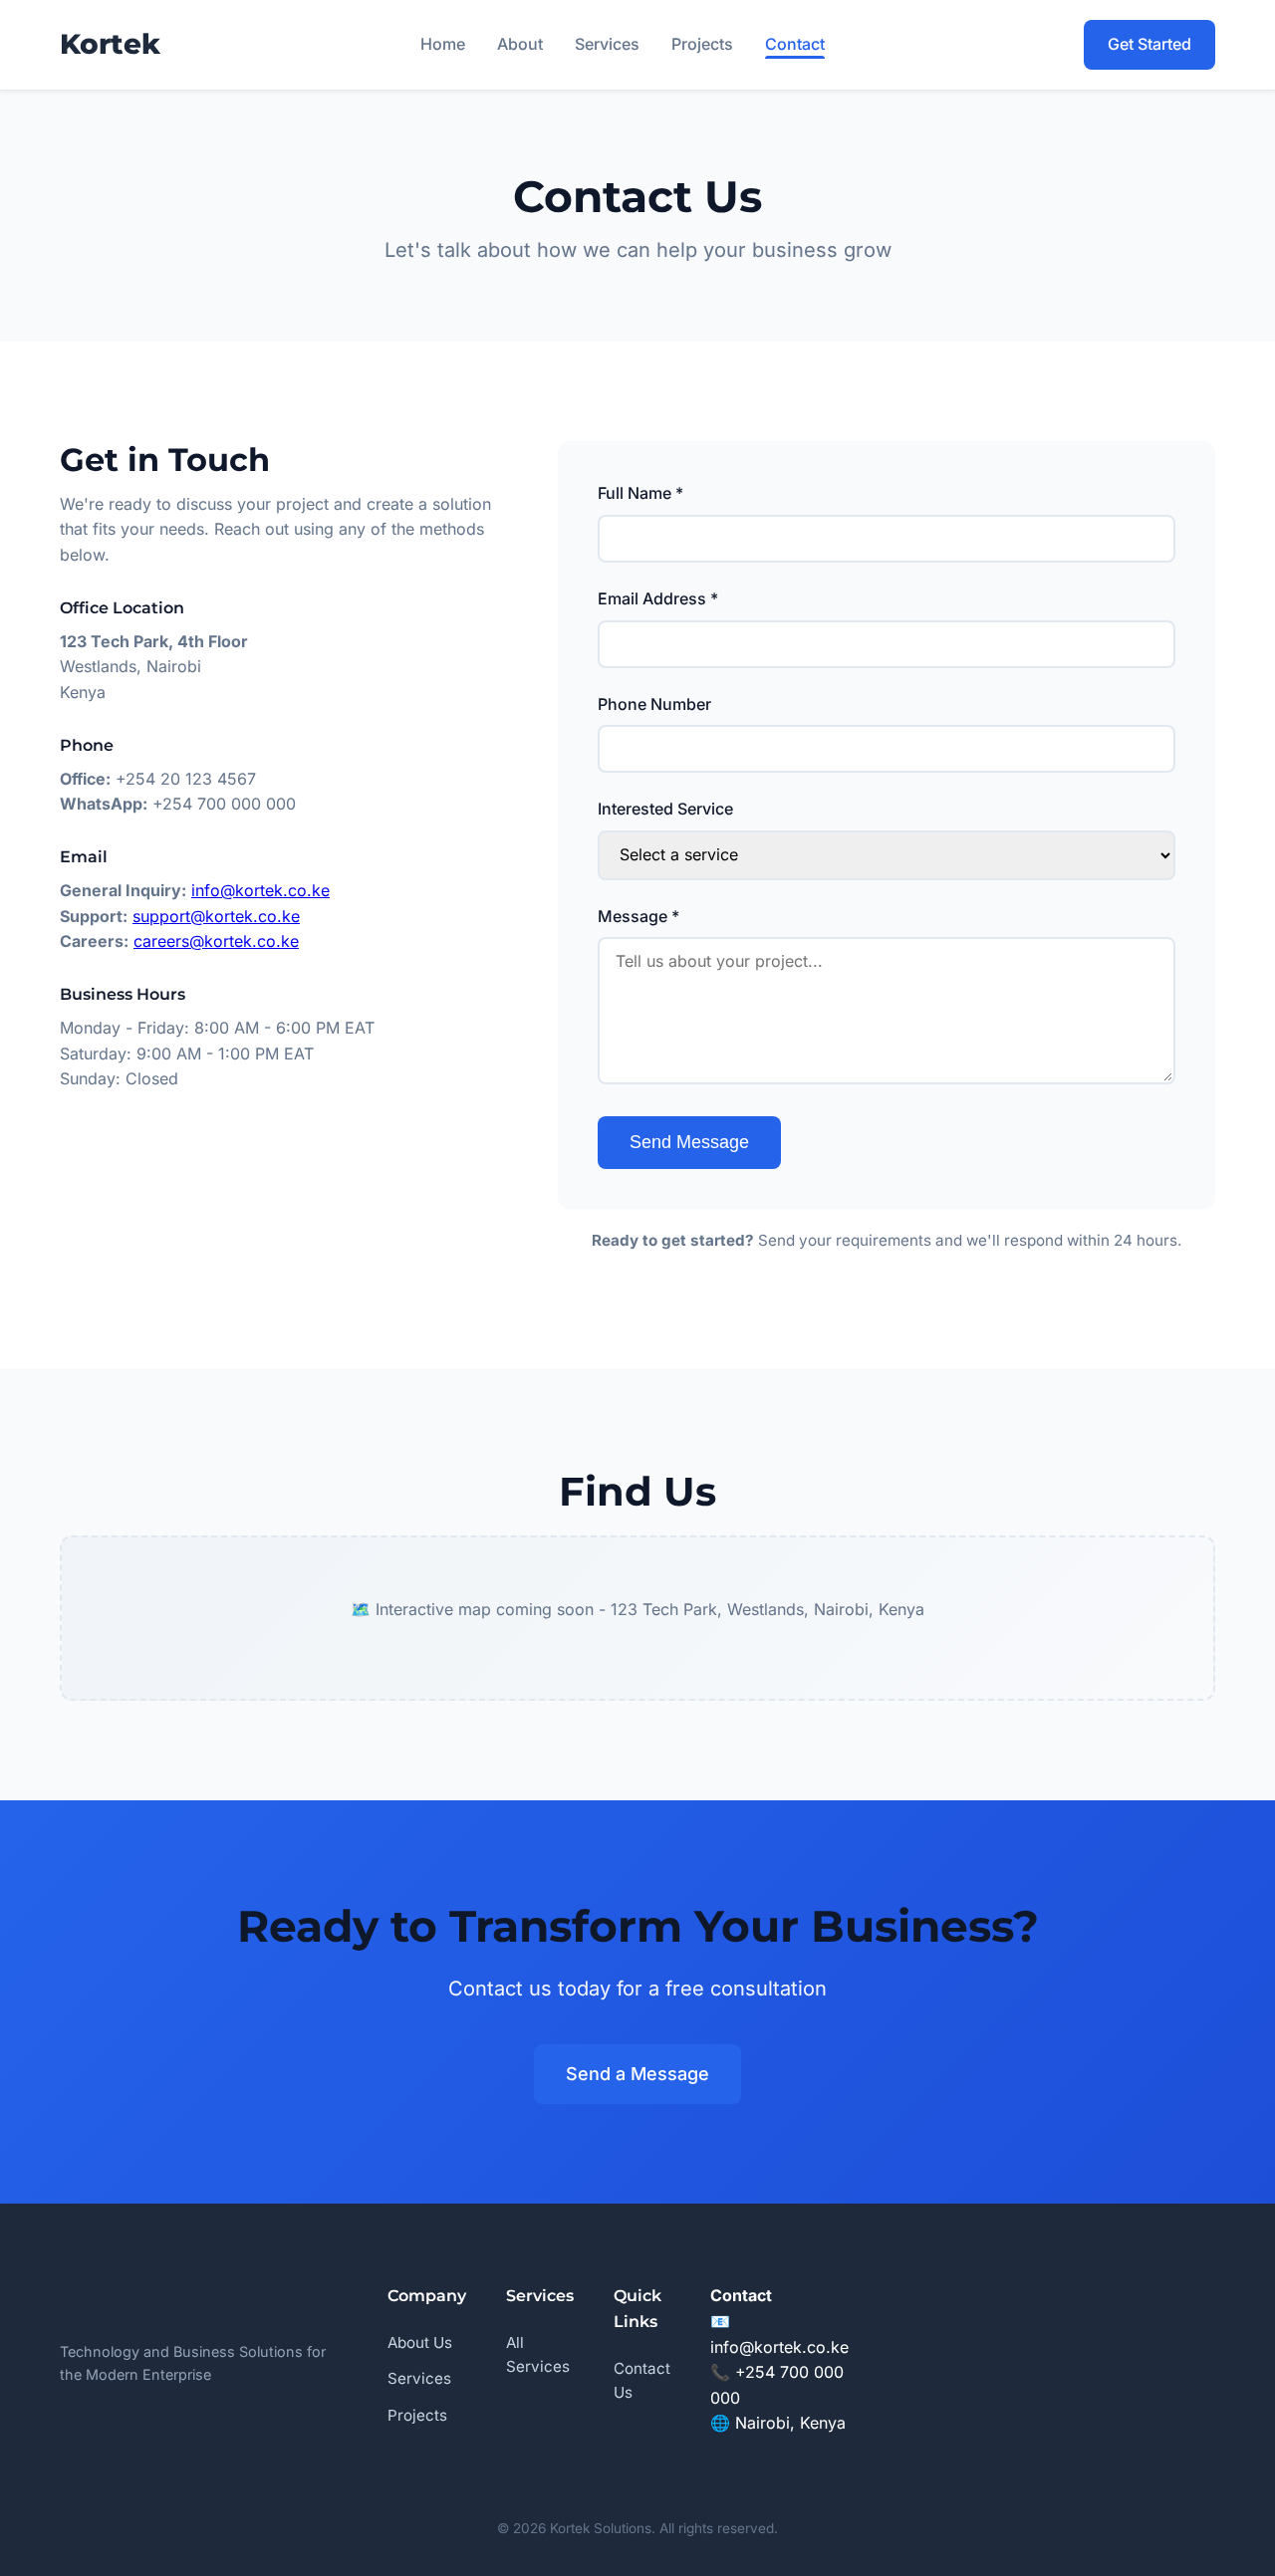 Kortek
Home
About
Services
Projects
Contact
Get Started
Contact Us
Let's talk about how we can help your business grow
Get in Touch
We're ready to discuss your project and create a solution
that fits your needs. Reach out using any of the methods
below.
Office Location
123 Tech Park, 4th Floor
Westlands, Nairobi
Kenya
Phone
Office: +254 20 123 4567
WhatsApp: +254 700 000 000
Email
General Inquiry: info@kortek.co.ke
Support: support@kortek.co.ke
Careers: careers@kortek.co.ke
Business Hours
Monday - Friday: 8:00 AM - 6:00 PM EAT
Saturday: 9:00 AM - 1:00 PM EAT
Sunday: Closed
Full Name *
Email Address *
Phone Number
Interested Service
Select a service
Message *
Tell us about your project...
Send Message
Ready to get started? Send your requirements and we'll respond within 24 hours.
Find Us
🗺️ Interactive map coming soon - 123 Tech Park, Westlands, Nairobi, Kenya
Ready to Transform Your Business?
Contact us today for a free consultation
Send a Message
Technology and Business Solutions for
the Modern Enterprise
Company
About Us
Services
Projects
Services
All
Services
Quick
Links
Contact
Us
Contact
📧
info@kortek.co.ke
📞 +254 700 000
000
🌐 Nairobi, Kenya
© 2026 Kortek Solutions. All rights reserved.